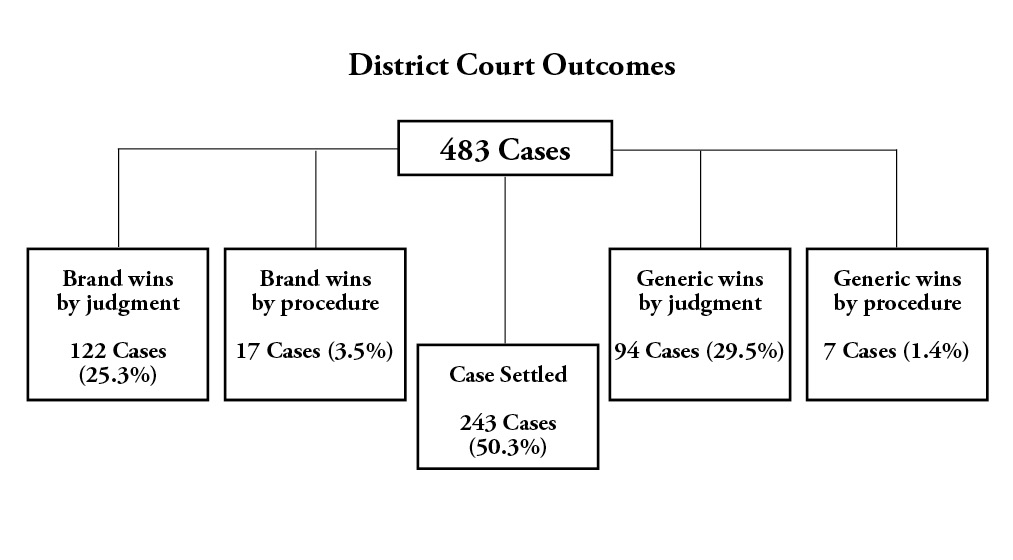 District Court Outcomes
483 Cases
Brand wins
by judgment
122 Cases
(25.3%)
Brand wins
by procedure
17 Cases (3.5%)
Case Settled
243 Cases
(50.3%)
Generic wins
by judgment
94 Cases (29.5%)
Generic wins
by procedure
7 Cases (1.4%)